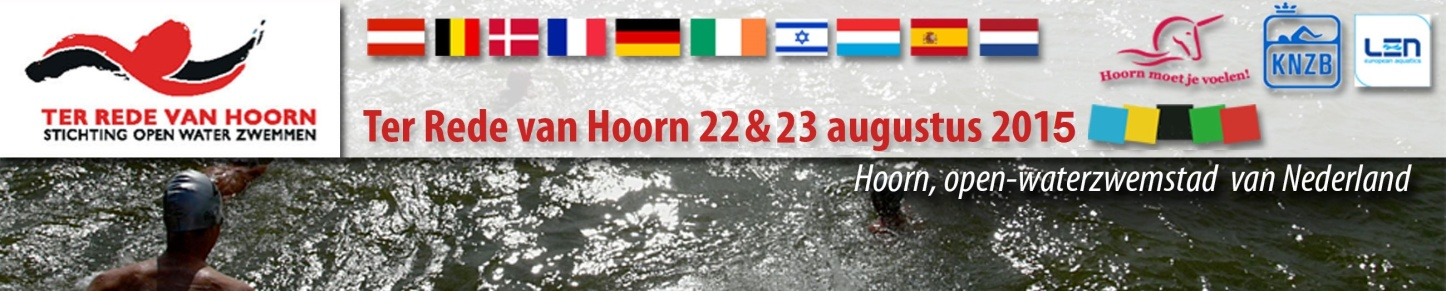 TER REDE VAN HOORN
STICHTING OPEN WATER ZWEMMEN
Hoorn moet je voelen!
KNZB
LEN
european aquatics
Ter Rede van Hoorn 22 & 23 augustus 2015
Hoorn, open-waterzwemstad van Nederland